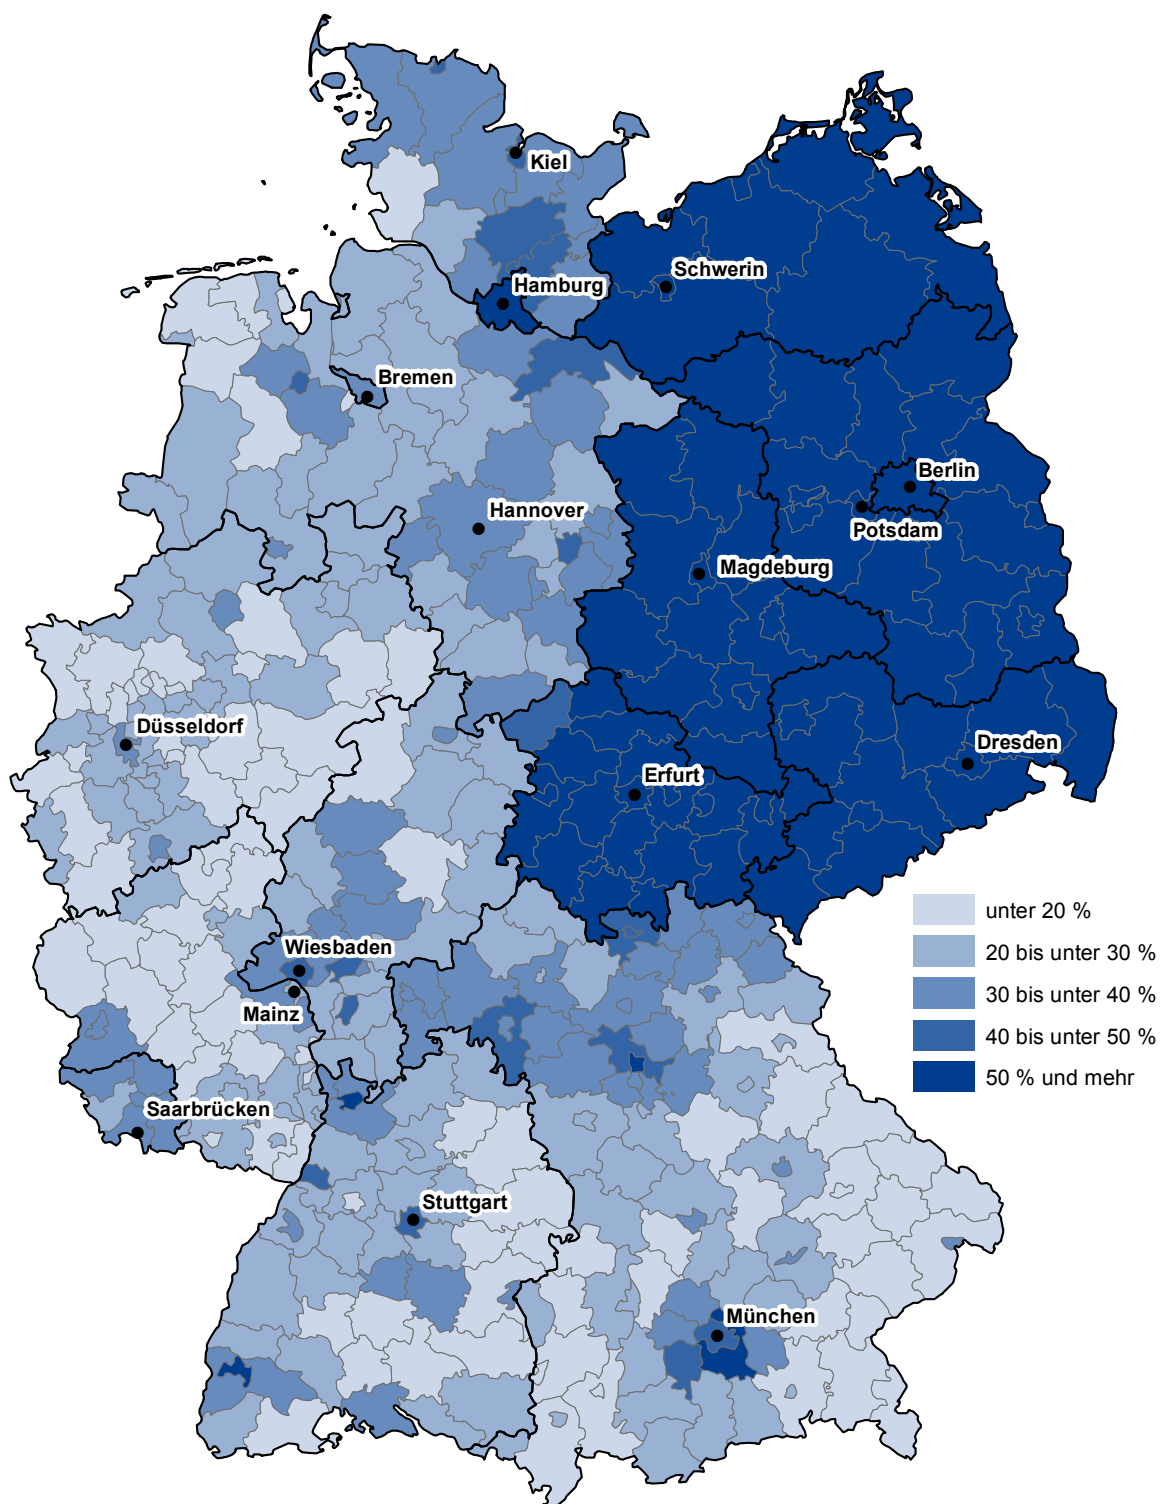 Kiel
Schwerin
Hamburg
Bremen
Berlin
Hannover
Potsdam
Magdeburg
Düsseldorf
Dresden
Erfurt
unter 20 %
20 bis unter 30 %
30 bis unter 40 %
40 bis unter 50 %
50 % und mehr
Wiesbaden
Mainz
Saarbrücken
Stuttgart
München